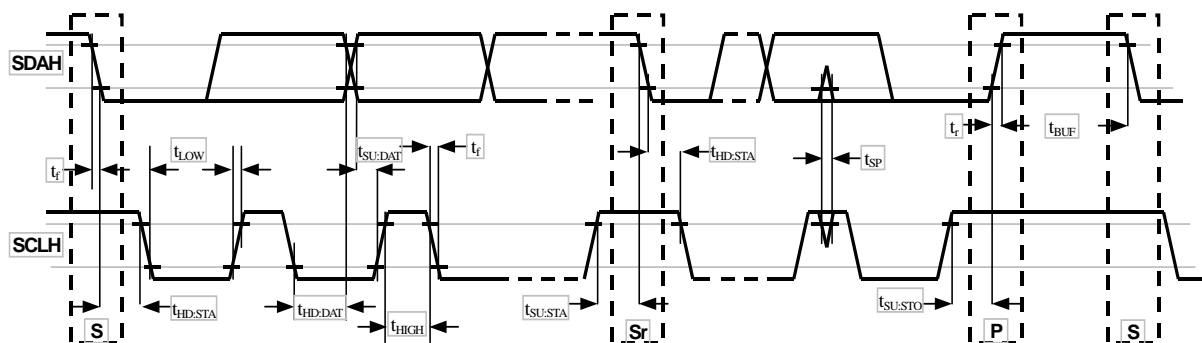 SDAH
t_f
t_LOW
t_SU:DAT
t_f
t_HD:STA
t_SP
t_r
t_BUF
SCLH
t_HD:STA
t_HD:DAT
t_HIGH
t_SU:STA
t_SU:STO
S
Sr
P
S